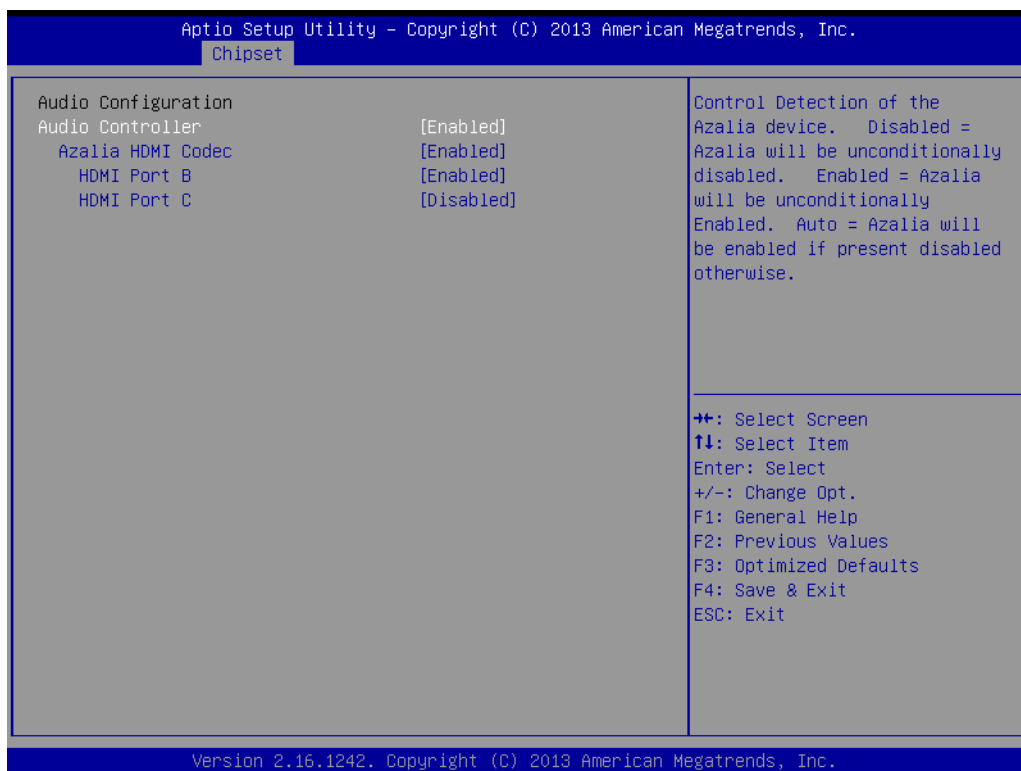 Aptio Setup Utility – Copyright (C) 2013 American Megatrends, Inc.
Chipset
Audio Configuration
Audio Controller [Enabled]
Azalia HDMI Codec [Enabled]
HDMI Port B [Enabled]
HDMI Port C [Disabled]
Control Detection of the
Azalia device. Disabled =
Azalia will be unconditionally
disabled. Enabled = Azalia
will be unconditionally
Enabled. Auto = Azalia will
be enabled if present disabled
otherwise.
→←: Select Screen
↑↓: Select Item
Enter: Select
+/-: Change Opt.
F1: General Help
F2: Previous Values
F3: Optimized Defaults
F4: Save & Exit
ESC: Exit
Version 2.16.1242. Copyright (C) 2013 American Megatrends, Inc.